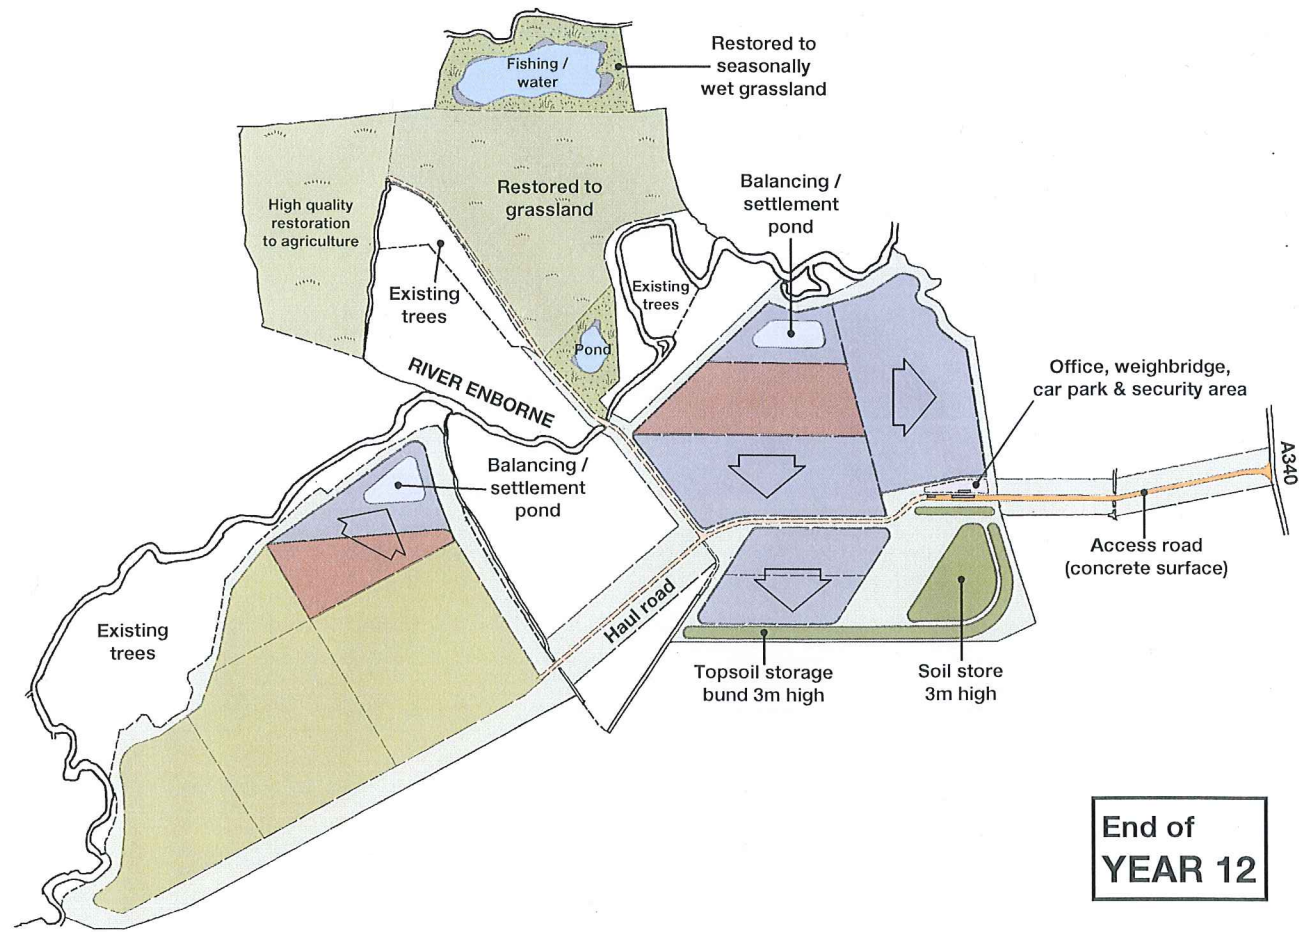 Fishing /
water
Restored to
seasonally
wet grassland
High quality
restoration
to agriculture
Restored to
grassland
Balancing /
settlement
pond
Existing
trees
Existing
trees
Pond
RIVER ENBORNE
Office, weighbridge,
car park & security area
A340
Balancing /
settlement
pond
Access road
(concrete surface)
Haul road
Existing
trees
Topsoil storage
bund 3m high
Soil store
3m high
End of
YEAR 12